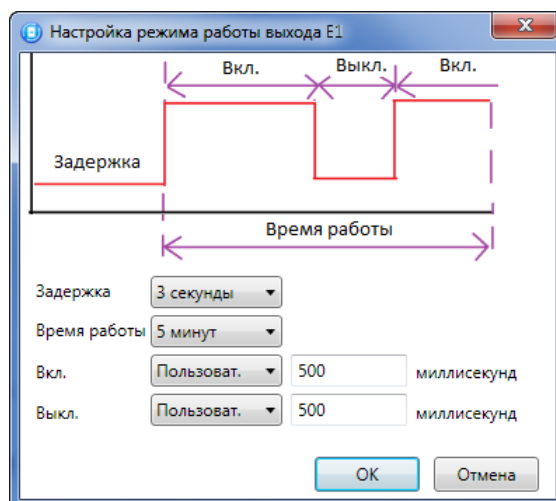 Настройка режима работы выхода E1
Вкл. Выкл. Вкл.
Задержка
Время работы
Задержка 3 секунды
Время работы 5 минут
Вкл. Пользоват. 500 миллисекунд
Выкл. Пользоват. 500 миллисекунд
OK Отмена